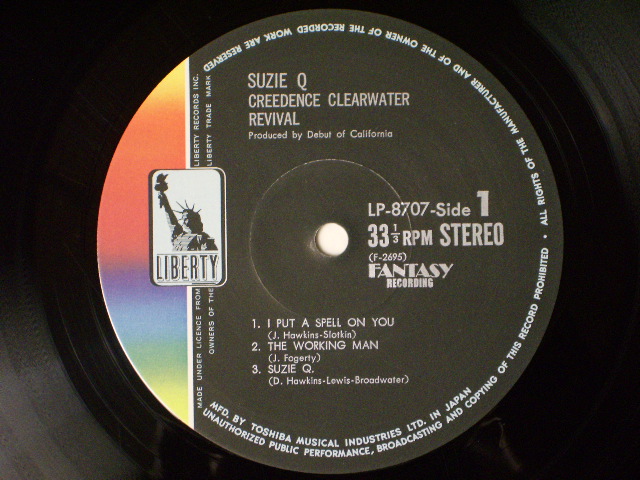 SUZIE Q
CREEDENCE CLEARWATER
REVIVAL
Produced by Debut of California
LP-8707-Side 1
33 1/3 RPM STEREO
(F-2695)
FANTASY
RECORDING
LIBERTY
1. I PUT A SPELL ON YOU
(J. Hawkins-Slotkin)
2. THE WORKING MAN
(J. Fogerty)
3. SUZIE Q.
(D. Hawkins-Lewis-Broadwater)
MADE UNDER LICENCE FROM LIBERTY RECORDS INC.
OWNERS OF THE LIBERTY TRADE MARK
MFD. BY TOSHIBA MUSICAL INDUSTRIES LTD. IN JAPAN
• ALL RIGHTS OF THE MANUFACTURER AND OF THE OWNER OF THE RECORDED WORK ARE RESERVED
UNAUTHORIZED PUBLIC PERFORMANCE, BROADCASTING AND COPYING OF THIS RECORD PROHIBITED